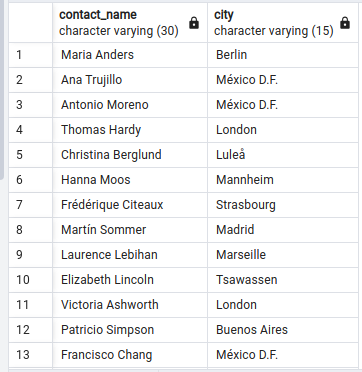 contact_name city
character varying (30) character varying (15)
1 Maria Anders Berlin
2 Ana Trujillo México D.F.
3 Antonio Moreno México D.F.
4 Thomas Hardy London
5 Christina Berglund Luleå
6 Hanna Moos Mannheim
7 Frédérique Citeaux Strasbourg
8 Martín Sommer Madrid
9 Laurence Lebihan Marseille
10 Elizabeth Lincoln Tsawassen
11 Victoria Ashworth London
12 Patricio Simpson Buenos Aires
13 Francisco Chang México D.F.